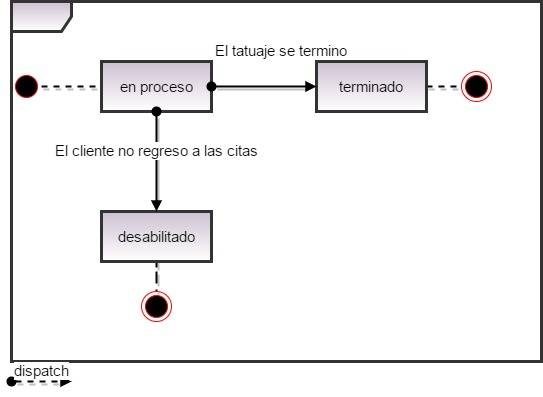 El tatuaje se termino
en proceso
terminado
El cliente no regreso a las citas
desabilitado
dispatch